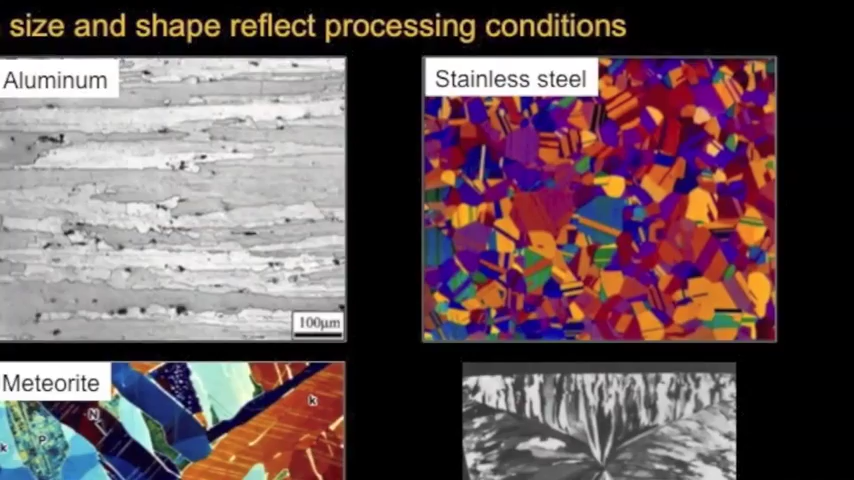 size and shape reflect processing conditions
Aluminum
Stainless steel
100μm
Meteorite
k
N
P
k